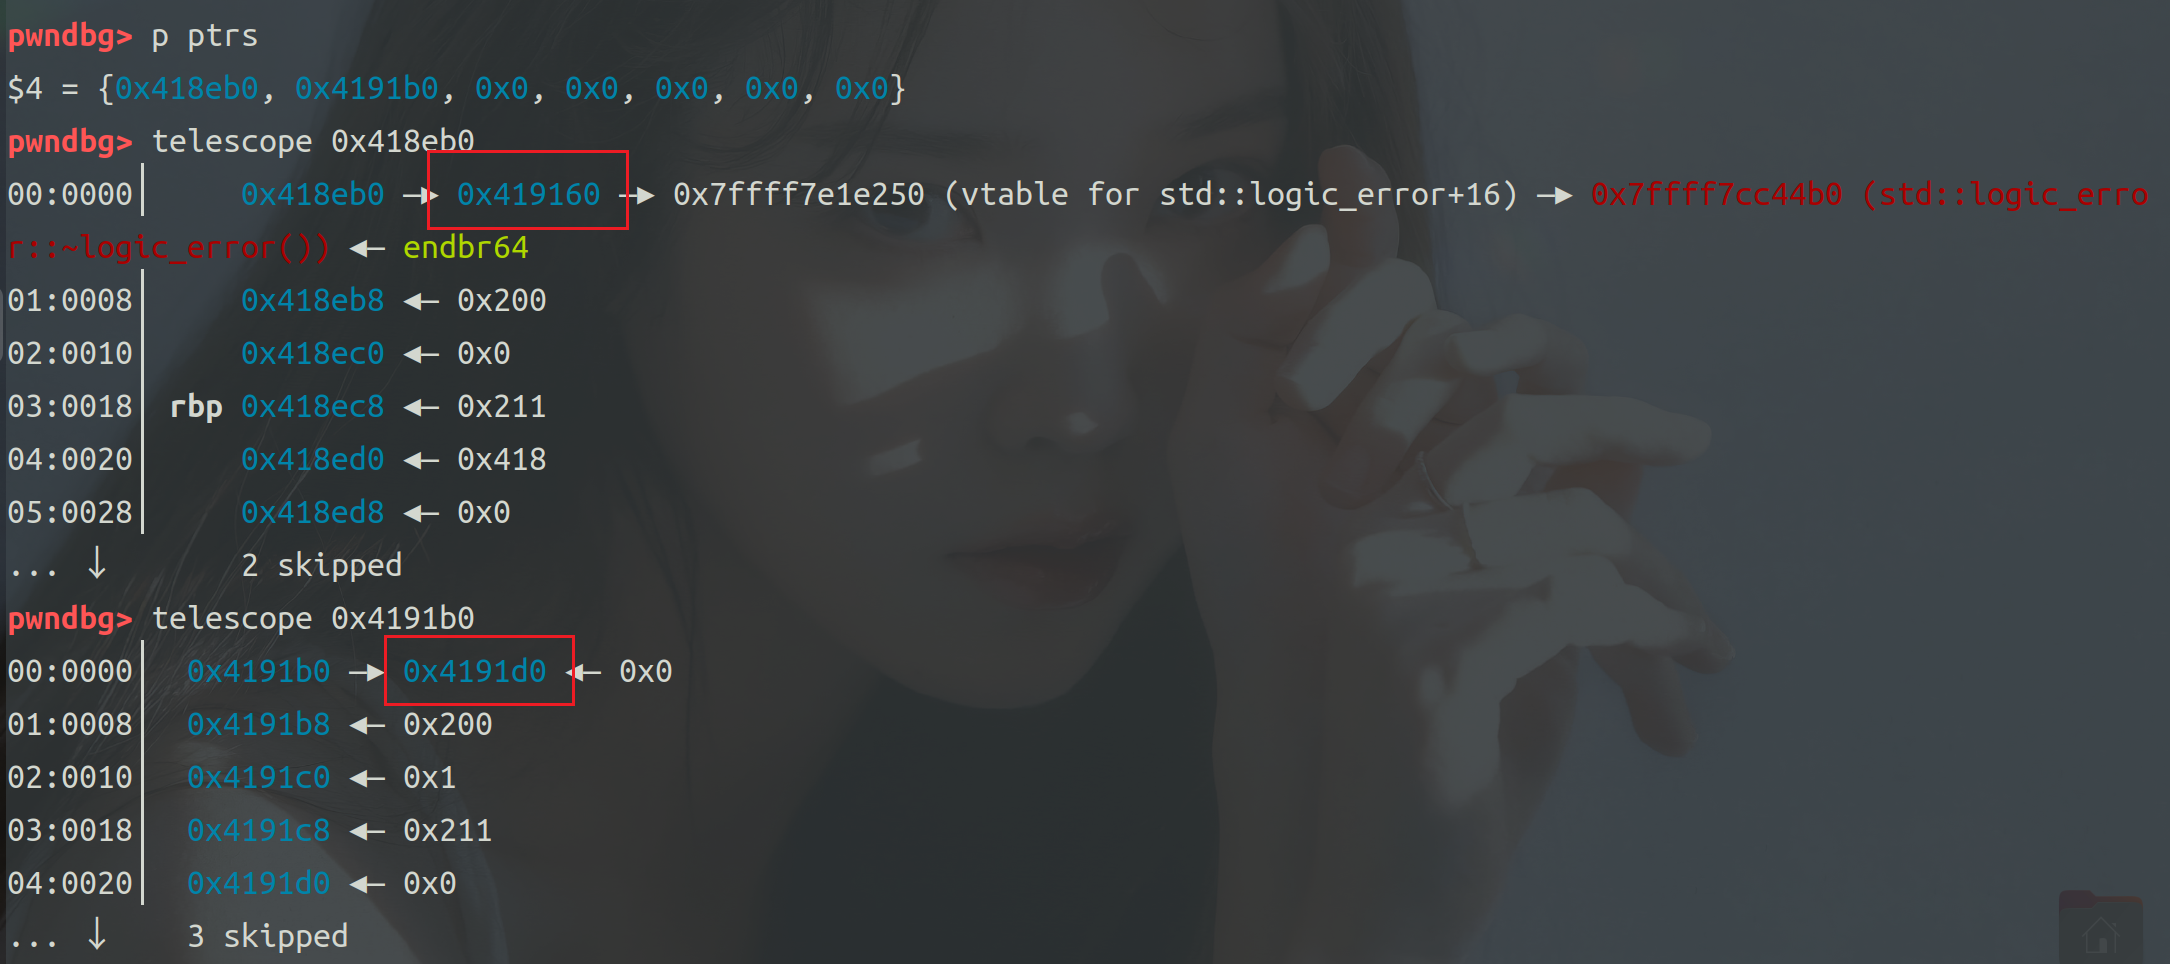 pwndbg> p ptrs
$4 = {0x418eb0, 0x4191b0, 0x0, 0x0, 0x0, 0x0, 0x0}
pwndbg> telescope 0x418eb0
00:0000│ 0x418eb0 —▸ 0x419160 —▸ 0x7ffff7e1e250 (vtable for std::logic_error+16) —▸ 0x7ffff7cc44b0 (std::logic_erro
r::~logic_error()) ◂— endbr64
01:0008│ 0x418eb8 ◂— 0x200
02:0010│ 0x418ec0 ◂— 0x0
03:0018│ rbp 0x418ec8 ◂— 0x211
04:0020│ 0x418ed0 ◂— 0x418
05:0028│ 0x418ed8 ◂— 0x0
... ↓ 2 skipped
pwndbg> telescope 0x4191b0
00:0000│ 0x4191b0 —▸ 0x4191d0 ◂— 0x0
01:0008│ 0x4191b8 ◂— 0x200
02:0010│ 0x4191c0 ◂— 0x1
03:0018│ 0x4191c8 ◂— 0x211
04:0020│ 0x4191d0 ◂— 0x0
... ↓ 3 skipped